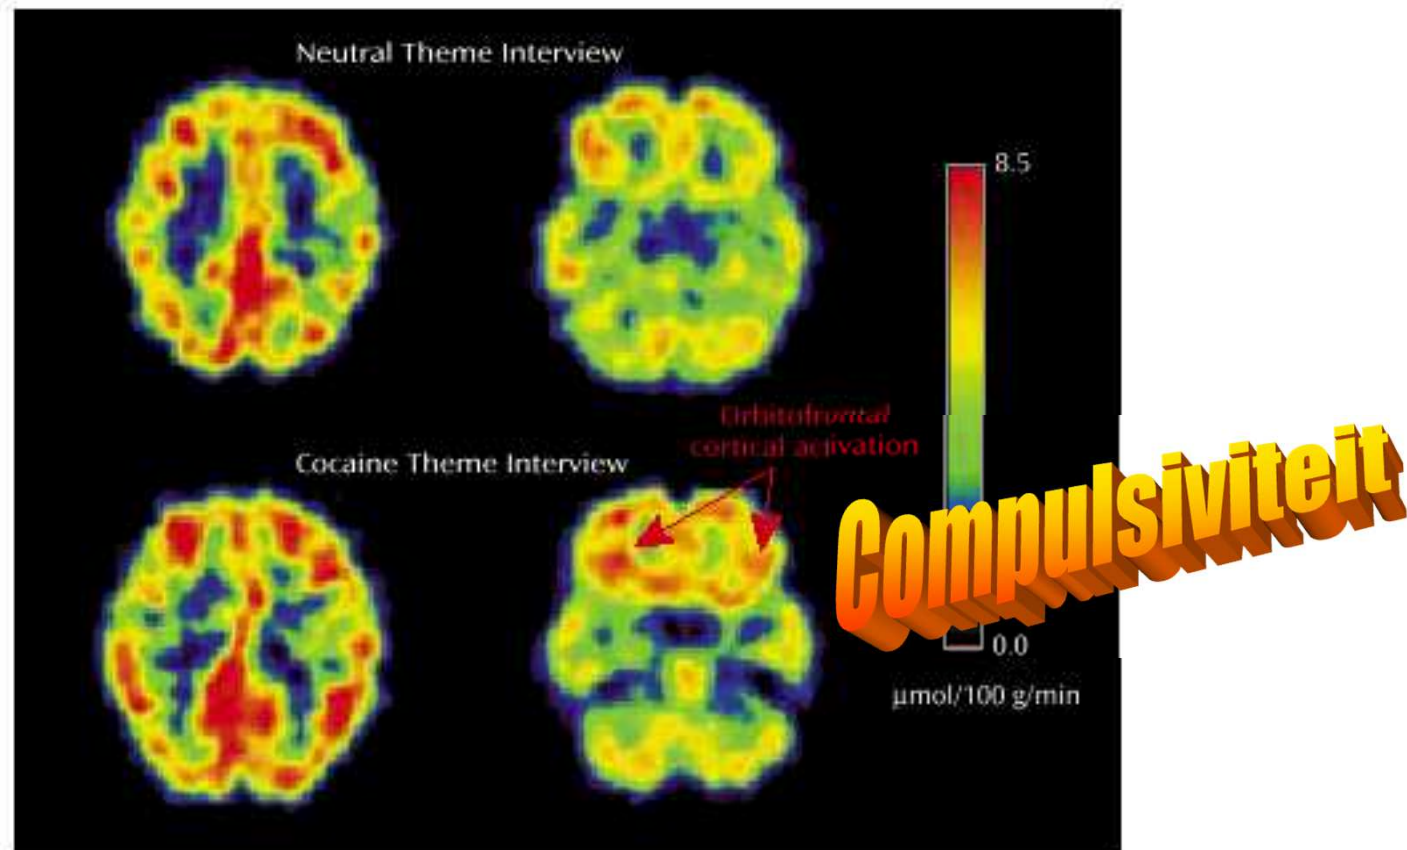 Neutral Theme Interview
8.5
Orbitofrontal
cortical activation
Cocaine Theme Interview
Compulsiviteit
0.0
µmol/100 g/min